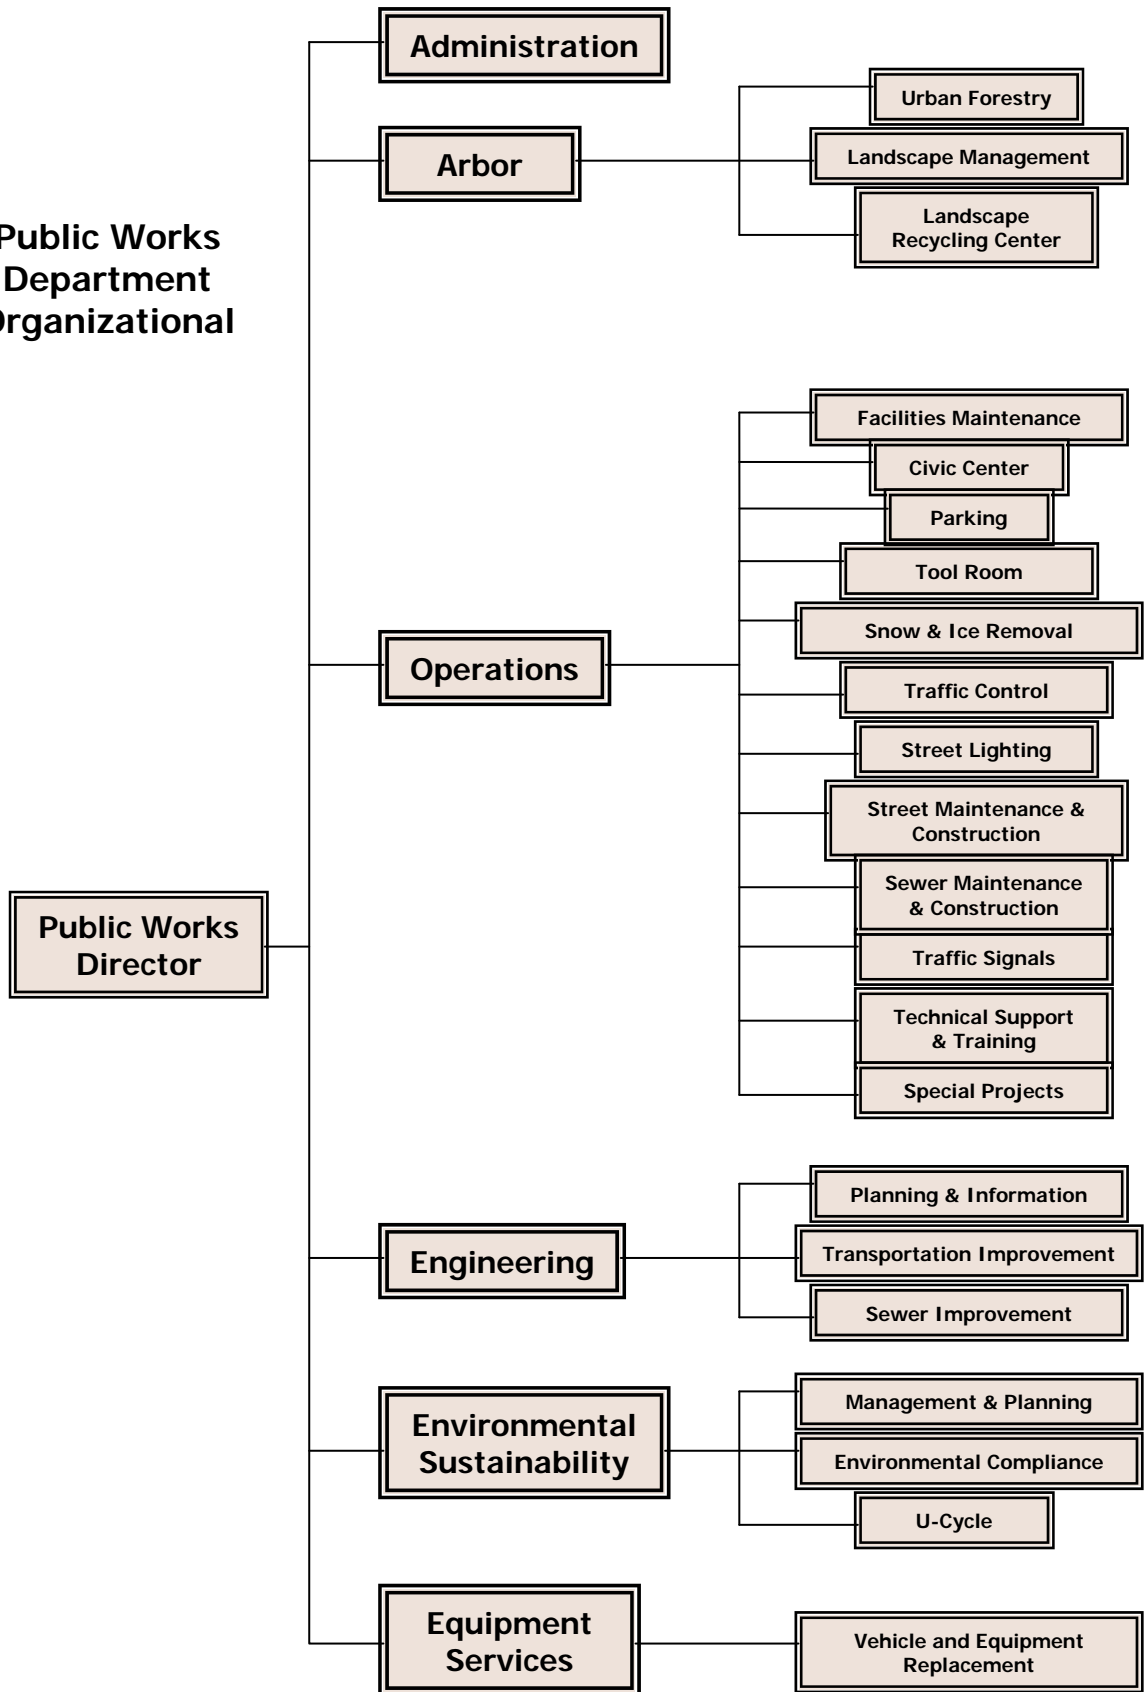 Administration
Arbor
Urban Forestry
Landscape Management
Landscape
Recycling Center
Public Works
Department
Organizational
Operations
Facilities Maintenance
Civic Center
Parking
Tool Room
Snow & Ice Removal
Traffic Control
Street Lighting
Street Maintenance &
Construction
Sewer Maintenance
& Construction
Traffic Signals
Technical Support
& Training
Special Projects
Public Works
Director
Engineering
Planning & Information
Transportation Improvement
Sewer Improvement
Environmental
Sustainability
Management & Planning
Environmental Compliance
U-Cycle
Equipment
Services
Vehicle and Equipment
Replacement